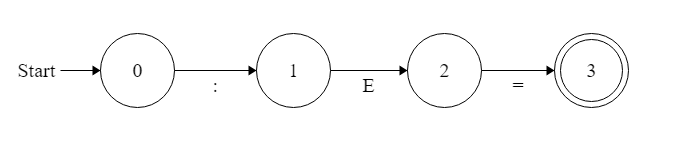 Start 0 1 2 3
: E =